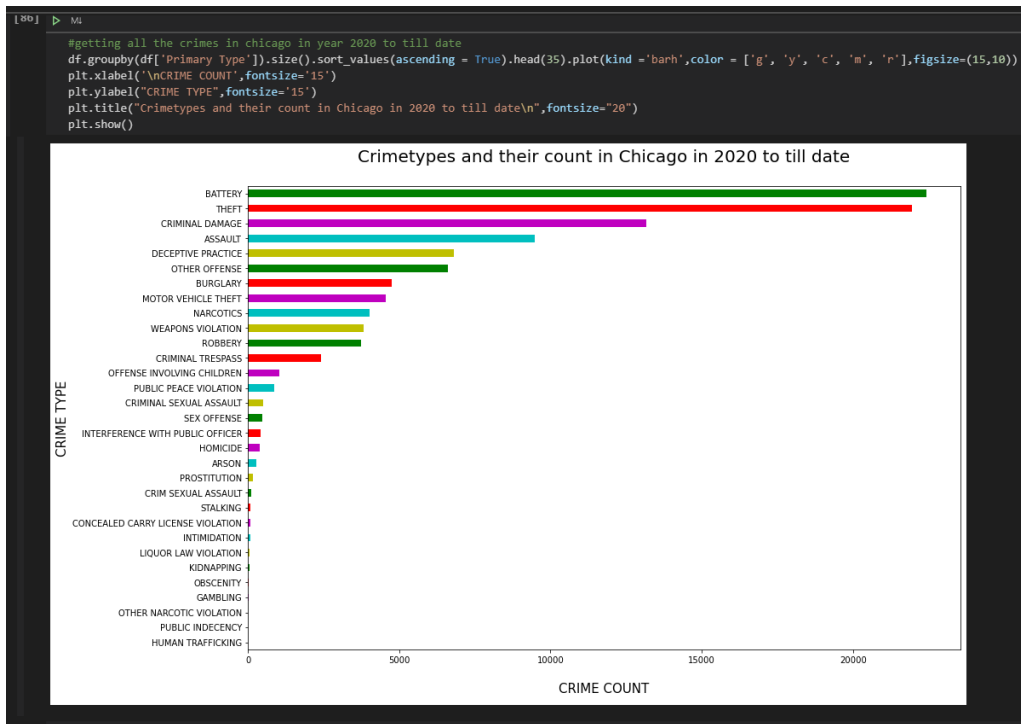 [86]
M↓
#getting all the crimes in chicago in year 2020 to till date
df.groupby(df['Primary Type']).size().sort_values(ascending = True).head(35).plot(kind ='barh',color = ['g', 'y', 'c', 'm', 'r'],figsize=(15,10))
plt.xlabel('\nCRIME COUNT',fontsize='15')
plt.ylabel("CRIME TYPE",fontsize='15')
plt.title("Crimetypes and their count in Chicago in 2020 to till date\n",fontsize="20")
plt.show()
Crimetypes and their count in Chicago in 2020 to till date
BATTERY
THEFT
CRIMINAL DAMAGE
ASSAULT
DECEPTIVE PRACTICE
OTHER OFFENSE
BURGLARY
MOTOR VEHICLE THEFT
NARCOTICS
WEAPONS VIOLATION
ROBBERY
CRIMINAL TRESPASS
OFFENSE INVOLVING CHILDREN
PUBLIC PEACE VIOLATION
CRIMINAL SEXUAL ASSAULT
SEX OFFENSE
INTERFERENCE WITH PUBLIC OFFICER
HOMICIDE
ARSON
PROSTITUTION
CRIM SEXUAL ASSAULT
STALKING
CONCEALED CARRY LICENSE VIOLATION
INTIMIDATION
LIQUOR LAW VIOLATION
KIDNAPPING
OBSCENITY
GAMBLING
OTHER NARCOTIC VIOLATION
PUBLIC INDECENCY
HUMAN TRAFFICKING
CRIME TYPE
0 5000 10000 15000 20000
CRIME COUNT